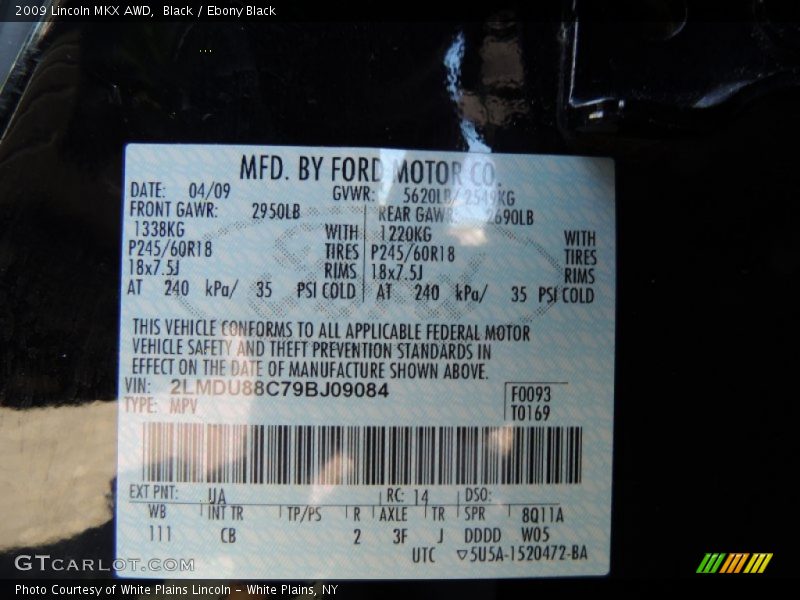 2009 Lincoln MKX AWD,  Black / Ebony Black
MFD. BY FORD MOTOR CO.
DATE: 04/09 GVWR: 5620LB/ 2549KG
FRONT GAWR: 2950LB REAR GAWR: 2690LB
1338KG WITH 1220KG WITH
P245/60R18 TIRES P245/60R18 TIRES
18x7.5J RIMS 18x7.5J RIMS
AT 240 kPa/ 35 PSI COLD AT 240 kPa/ 35 PSI COLD
THIS VEHICLE CONFORMS TO ALL APPLICABLE FEDERAL MOTOR
VEHICLE SAFETY AND THEFT PREVENTION STANDARDS IN
EFFECT ON THE DATE OF MANUFACTURE SHOWN ABOVE.
VIN: 2LMDU88C79BJ09084 F0093
TYPE: MPV T0169
EXT PNT: UA RC: 14 DSO:
WB INT TR TP/PS R AXLE TR SPR 8Q11A
111 CB 2 3F J DDDD W05
UTC ▽5U5A-1520472-BA
GTCARLOT.COM
Photo Courtesy of White Plains Lincoln - White Plains, NY